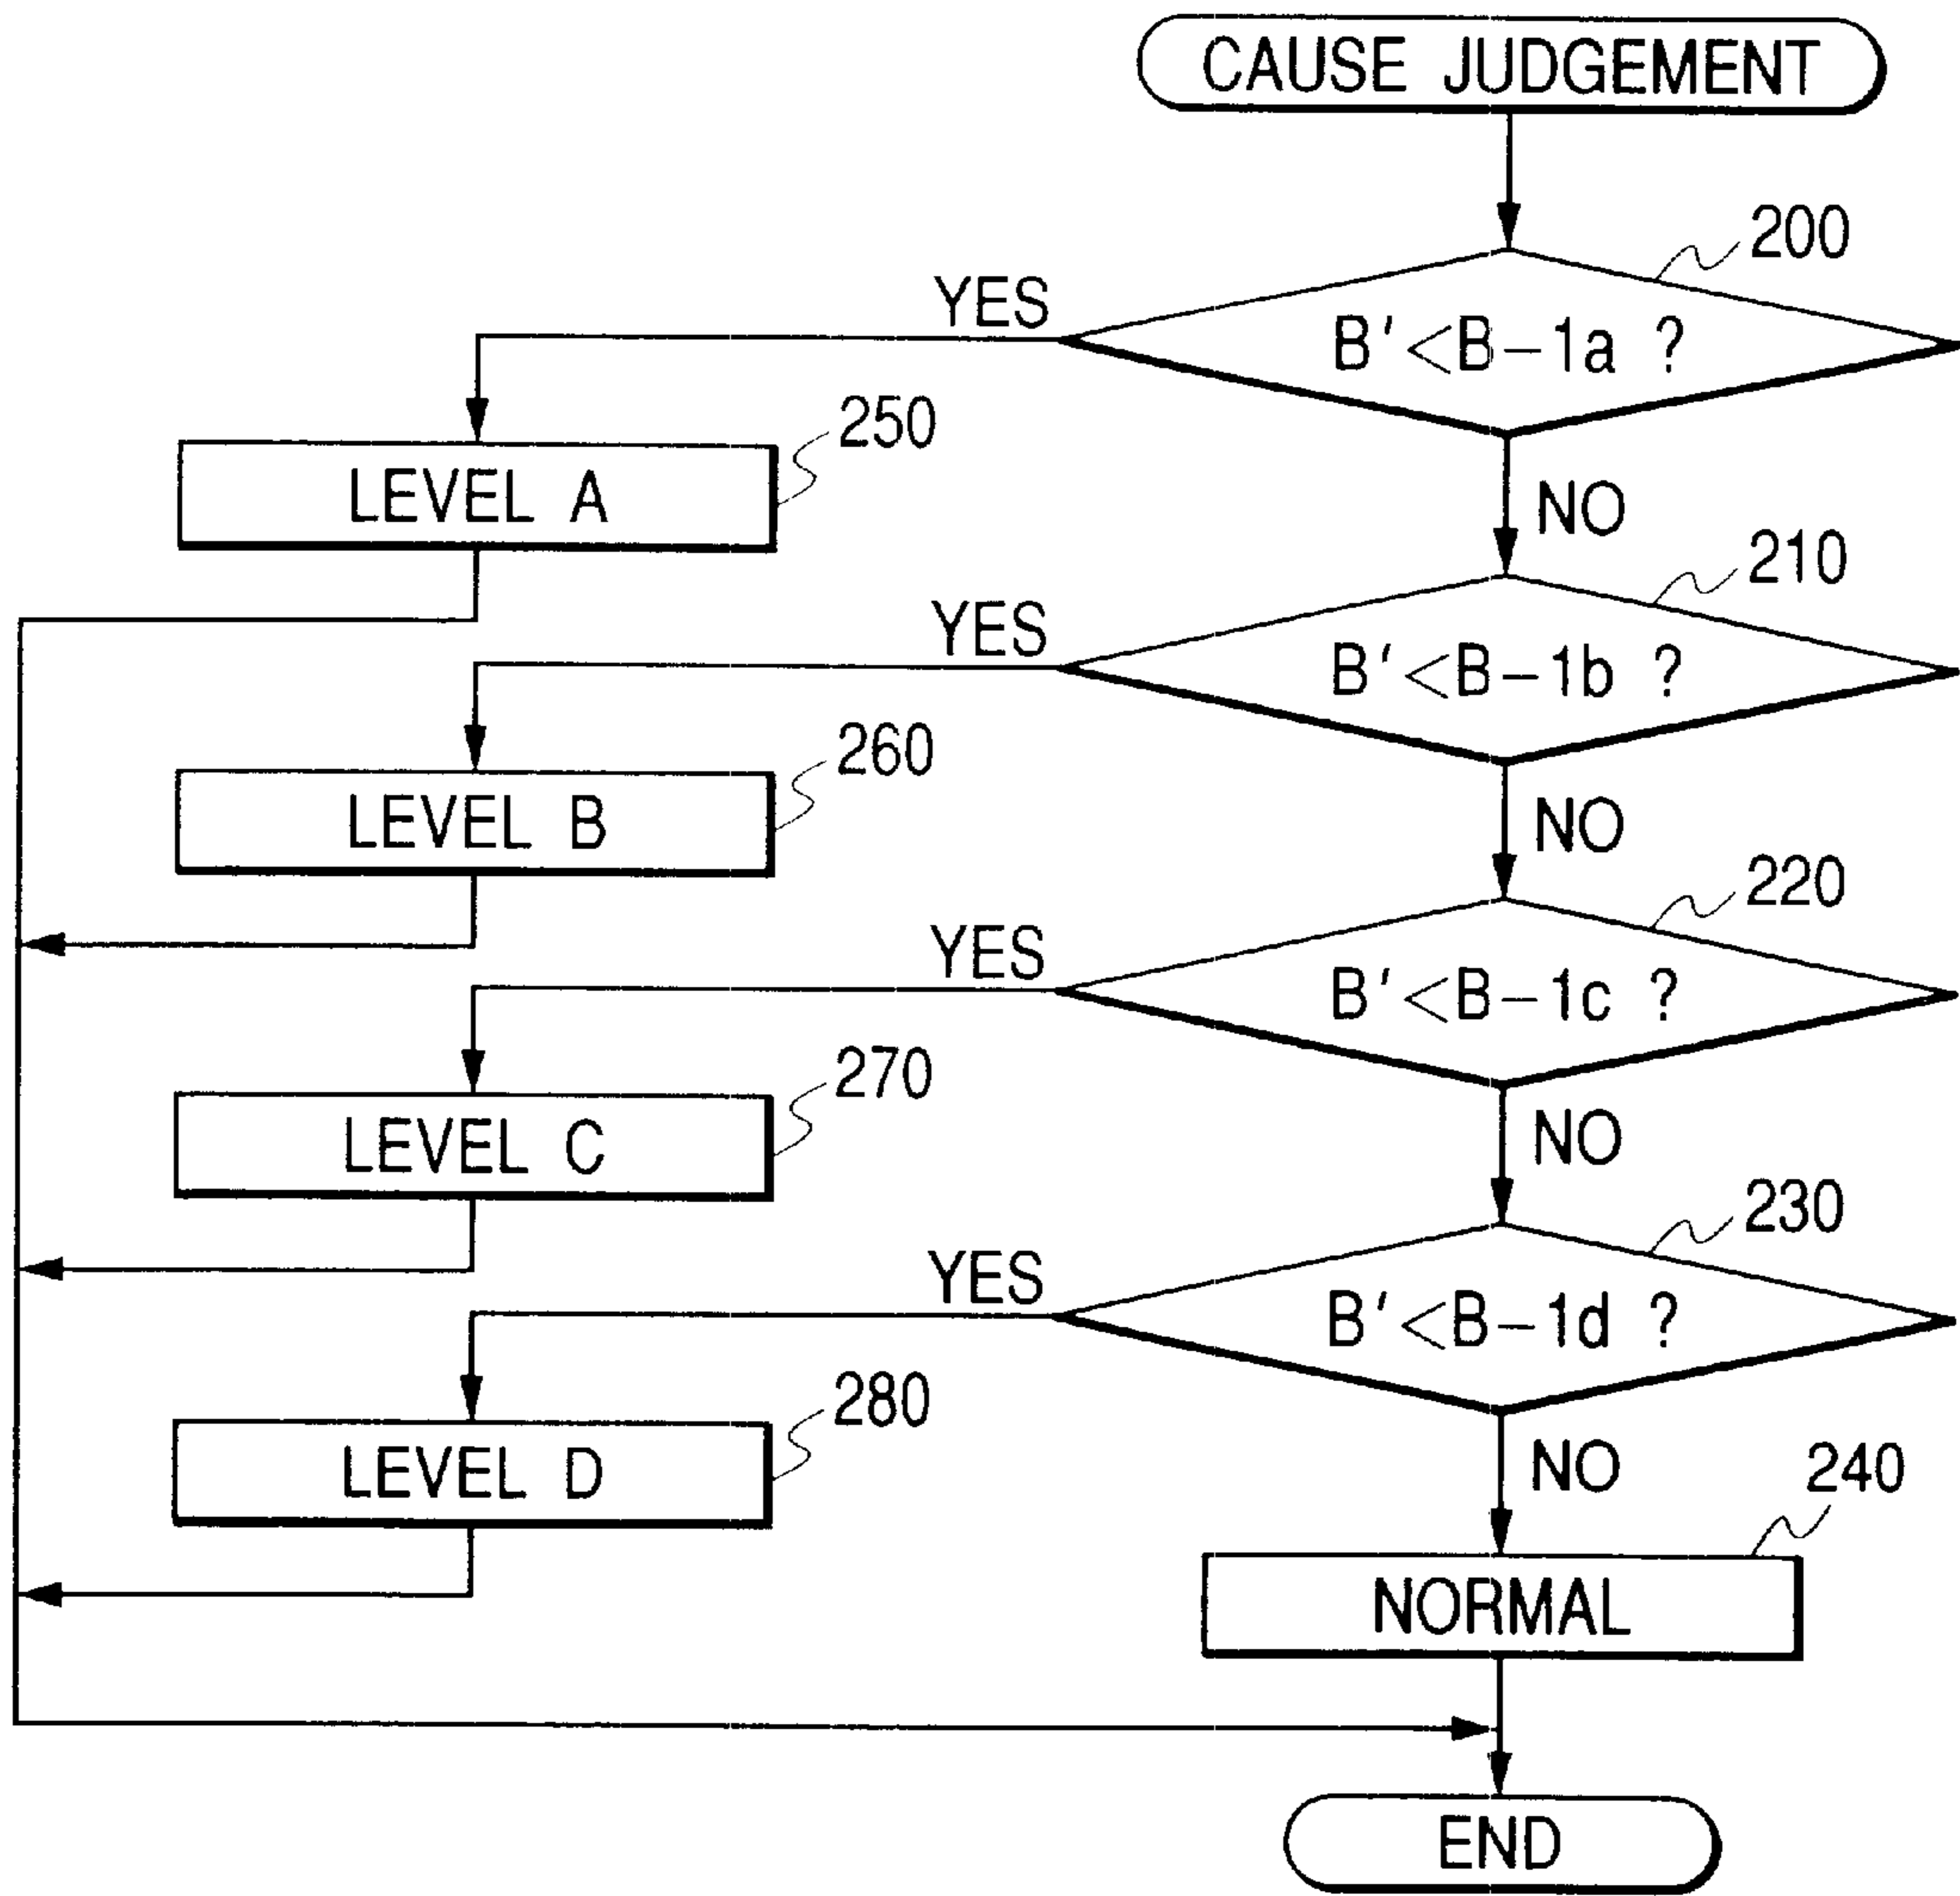 CAUSE JUDGEMENT
200
YES
B′<B−1a ?
250
LEVEL A
NO
210
YES
B′<B−1b ?
260
LEVEL B
NO
220
YES
B′<B−1c ?
270
LEVEL C
NO
230
YES
B′<B−1d ?
280
LEVEL D
NO
240
NORMAL
END